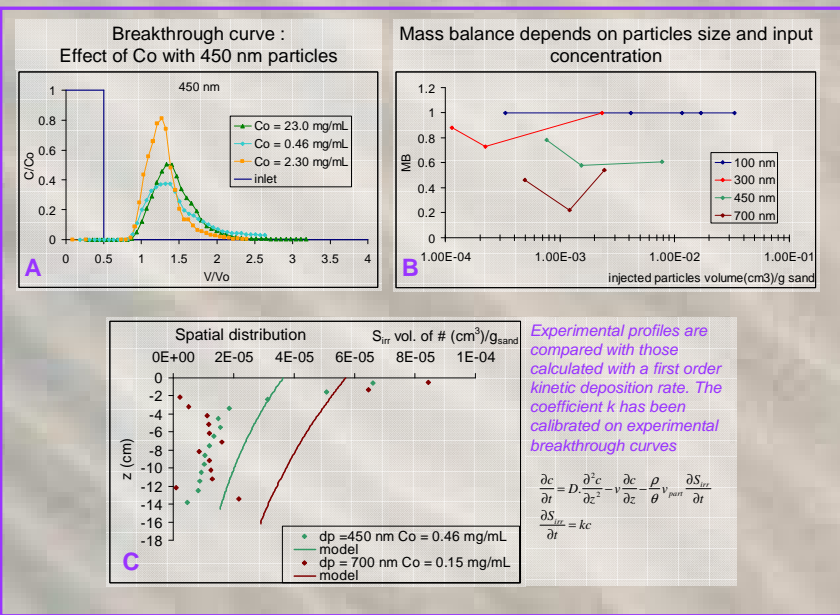 Breakthrough curve :
Effect of Co with 450 nm particles
450 nm
C/Co
1
0.8
0.6
0.4
0.2
0
0 0.5 1 1.5 2 2.5 3 3.5 4
V/Vo
Co = 23.0 mg/mL
Co = 0.46 mg/mL
Co = 2.30 mg/mL
inlet
A
Mass balance depends on particles size and input
concentration
MB
1.2
1
0.8
0.6
0.4
0.2
0
1.00E-04 1.00E-03 1.00E-02 1.00E-01
injected particles volume(cm3)/g sand
100 nm
300 nm
450 nm
700 nm
B
Spatial distribution
S_irr vol. of # (cm³)/g_sand
0E+00 2E-05 4E-05 6E-05 8E-05 1E-04
z (cm)
0
-2
-4
-6
-8
-10
-12
-14
-16
-18
dp =450 nm Co = 0.46 mg/mL
model
dp = 700 nm Co = 0.15 mg/mL
model
C
Experimental profiles are
compared with those
calculated with a first order
kinetic deposition rate. The
coefficient k has been
calibrated on experimental
breakthrough curves
∂c/∂t = D.∂²c/∂z² − v ∂c/∂z − ρ/θ v_part ∂S_irr/∂t
∂S_irr/∂t = kc